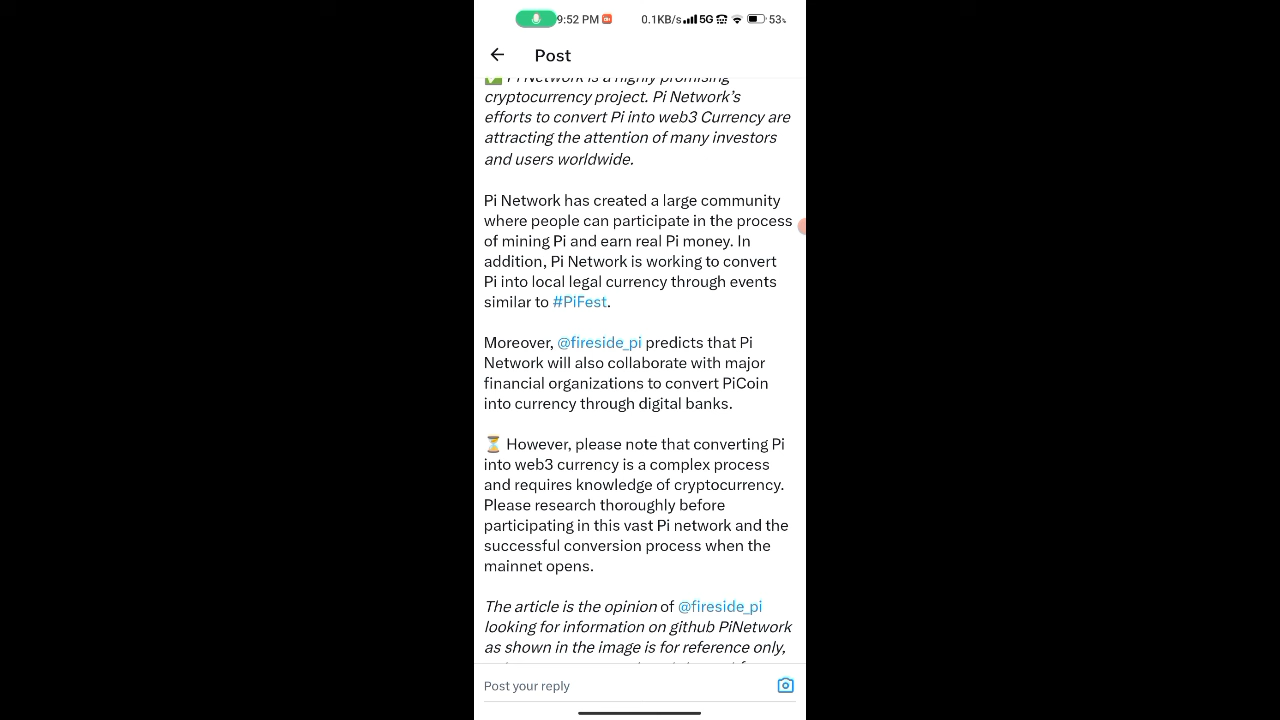 9:52 PM 0.1KB/s 5G 53%
Post
Pi Network is a highly promising
cryptocurrency project. Pi Network's
efforts to convert Pi into web3 Currency are
attracting the attention of many investors
and users worldwide.
Pi Network has created a large community
where people can participate in the process
of mining Pi and earn real Pi money. In
addition, Pi Network is working to convert
Pi into local legal currency through events
similar to #PiFest.
Moreover, @fireside_pi predicts that Pi
Network will also collaborate with major
financial organizations to convert PiCoin
into currency through digital banks.
⏳ However, please note that converting Pi
into web3 currency is a complex process
and requires knowledge of cryptocurrency.
Please research thoroughly before
participating in this vast Pi network and the
successful conversion process when the
mainnet opens.
The article is the opinion of @fireside_pi
looking for information on github PiNetwork
as shown in the image is for reference only,
Post your reply